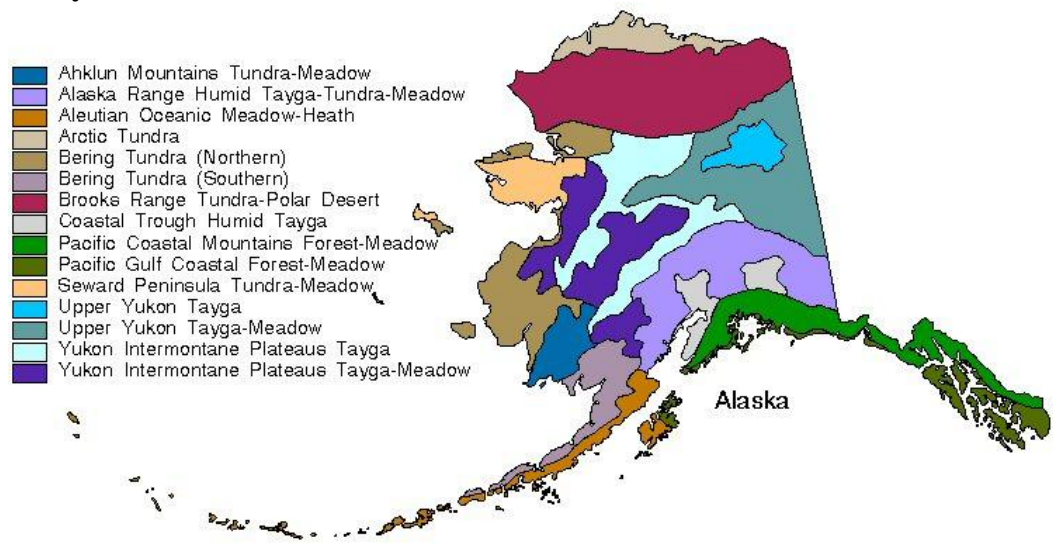 Ahklun Mountains Tundra-Meadow
Alaska Range Humid Tayga-Tundra-Meadow
Aleutian Oceanic Meadow-Heath
Arctic Tundra
Bering Tundra (Northern)
Bering Tundra (Southern)
Brooks Range Tundra-Polar Desert
Coastal Trough Humid Tayga
Pacific Coastal Mountains Forest-Meadow
Pacific Gulf Coastal Forest-Meadow
Seward Peninsula Tundra-Meadow
Upper Yukon Tayga
Upper Yukon Tayga-Meadow
Yukon Intermontane Plateaus Tayga
Yukon Intermontane Plateaus Tayga-Meadow
Alaska